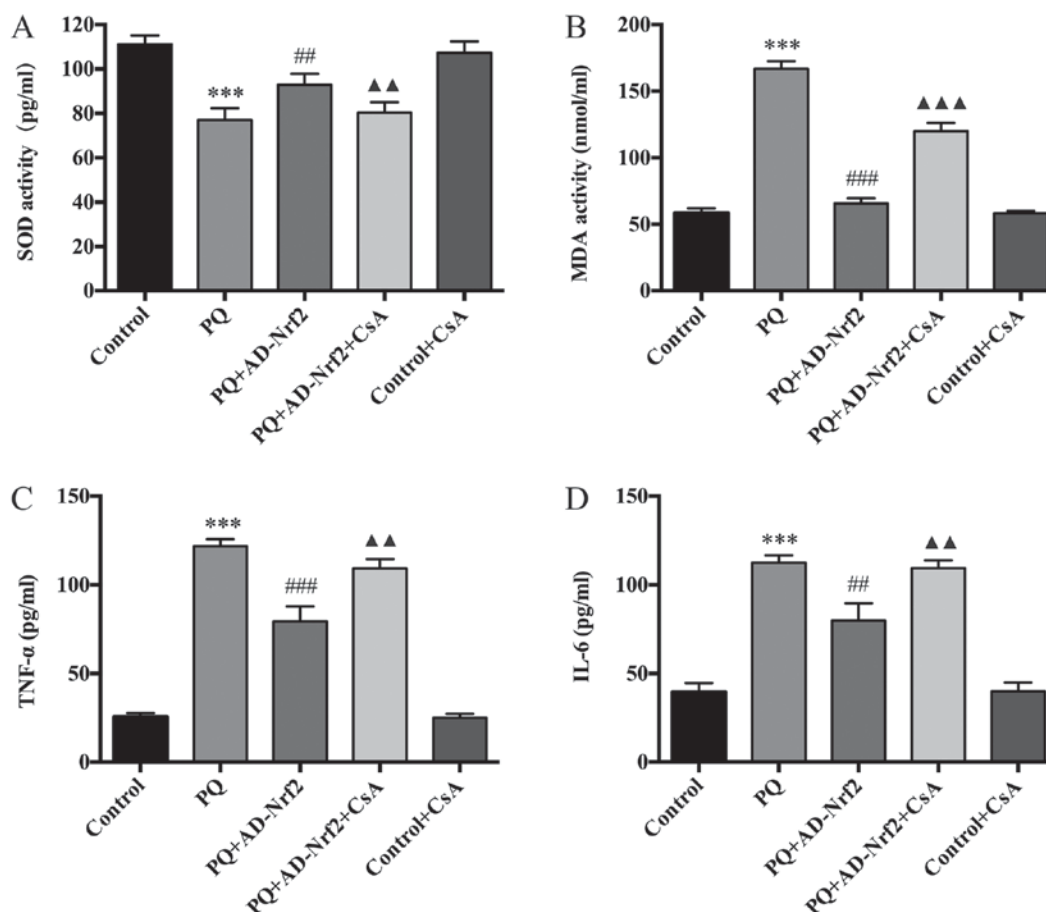 A
SOD activity (pg/ml)
120
100
80
60
40
20
0
***
##
▲▲
Control
PQ
PQ+AD-Nrf2
PQ+AD-Nrf2+CsA
Control+CsA
B
MDA activity (nmol/ml)
200
150
100
50
0
***
###
▲▲▲
Control
PQ
PQ+AD-Nrf2
PQ+AD-Nrf2+CsA
Control+CsA
C
TNF-α (pg/ml)
150
100
50
0
***
###
▲▲
Control
PQ
PQ+AD-Nrf2
PQ+AD-Nrf2+CsA
Control+CsA
D
IL-6 (pg/ml)
150
100
50
0
***
##
▲▲
Control
PQ
PQ+AD-Nrf2
PQ+AD-Nrf2+CsA
Control+CsA